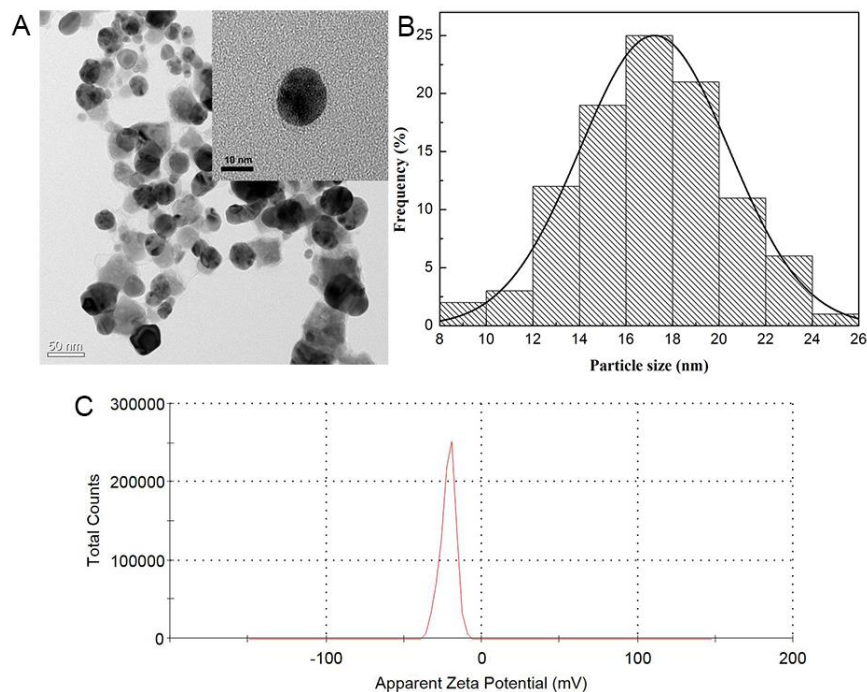 A
10 nm
50 nm
B
Frequency (%)
25
20
15
10
5
0
8 10 12 14 16 18 20 22 24 26
Particle size (nm)
C
Total Counts
300000
200000
100000
0
-100 0 100 200
Apparent Zeta Potential (mV)